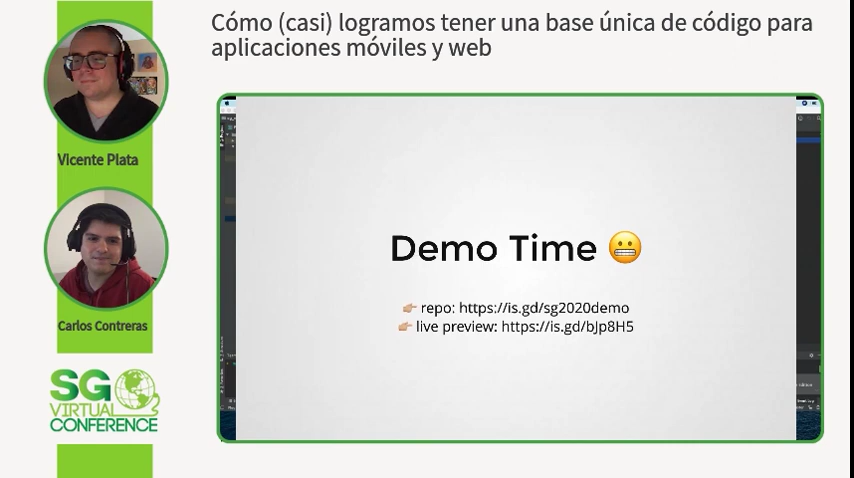 Cómo (casi) logramos tener una base única de código para
aplicaciones móviles y web
Vicente Plata
Carlos Contreras
SG
VIRTUAL
CONFERENCE
Demo Time 😬
👉🏼 repo: https://is.gd/sg2020demo
👉🏼 live preview: https://is.gd/bJp8H5